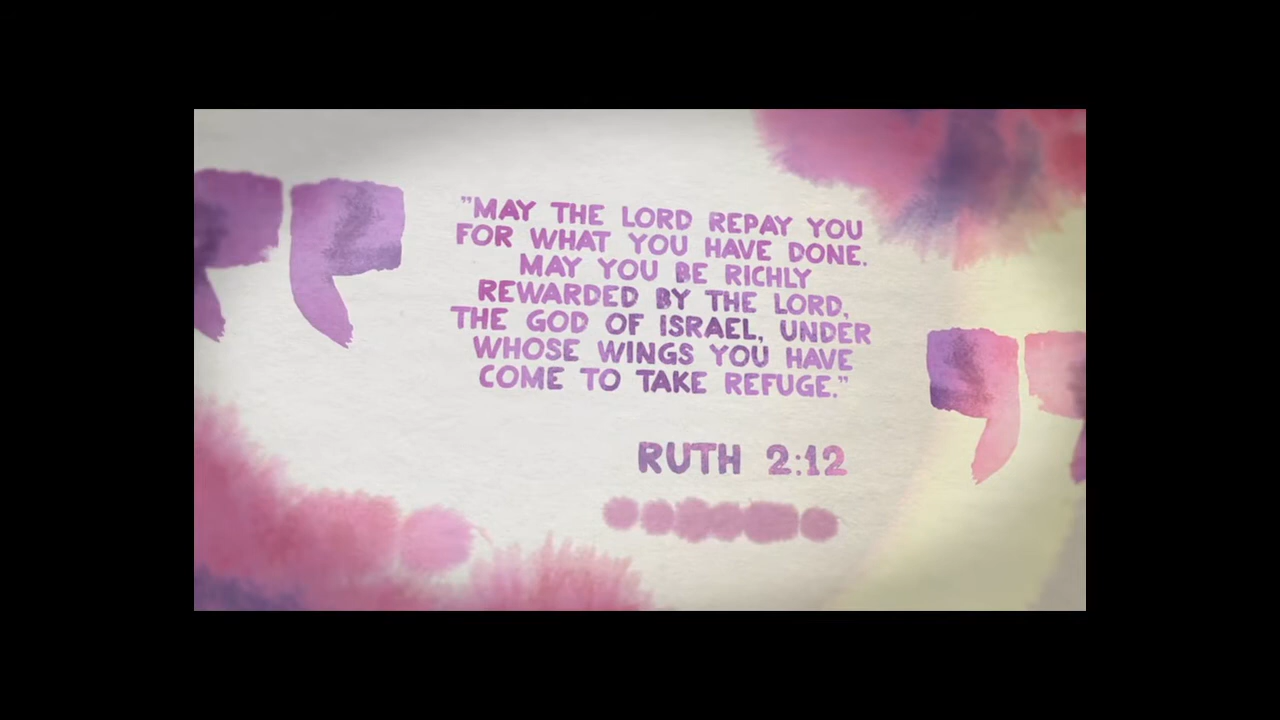 "MAY THE LORD REPAY YOU
FOR WHAT YOU HAVE DONE.
MAY YOU BE RICHLY
REWARDED BY THE LORD,
THE GOD OF ISRAEL, UNDER
WHOSE WINGS YOU HAVE
COME TO TAKE REFUGE."
RUTH 2:12